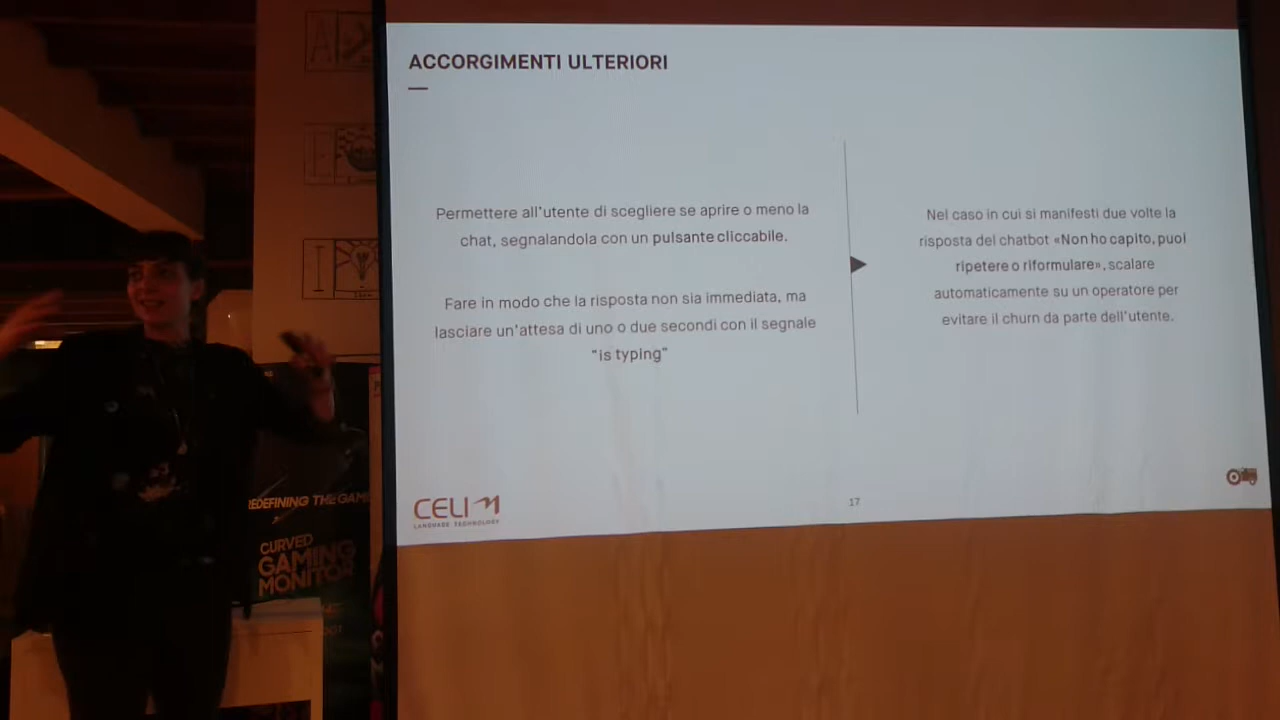 ACCORGIMENTI ULTERIORI
Permettere all'utente di scegliere se aprire o meno la
chat, segnalandola con un pulsante cliccabile.
Fare in modo che la risposta non sia immediata, ma
lasciare un'attesa di uno o due secondi con il segnale
"is typing"
Nel caso in cui si manifesti due volte la
risposta del chatbot «Non ho capito, puoi
ripetere o riformulare», scalare
automaticamente su un operatore per
evitare il churn da parte dell'utente.
CELI
LANGUAGE TECHNOLOGY
17
REDEFINING THE GAM
CURVED
GAMING
MONITOR